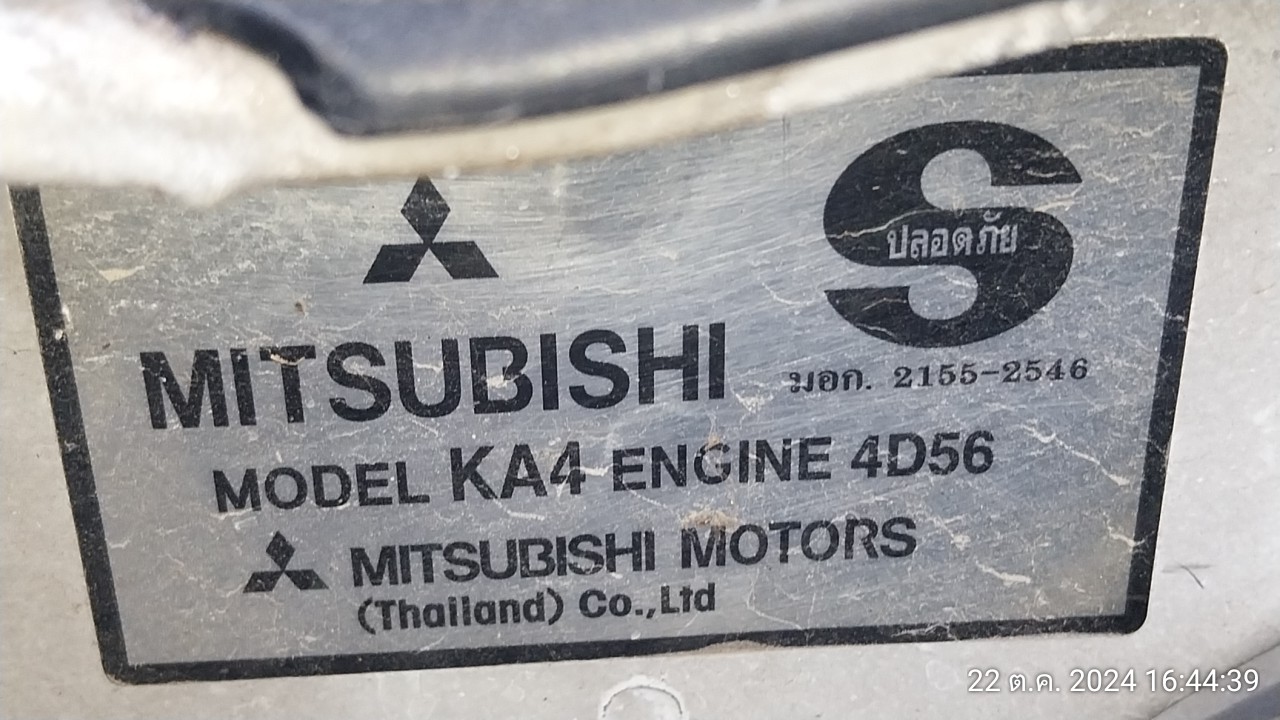 ปลอดภัย
มอก. 2155-2546
MITSUBISHI
MODEL KA4 ENGINE 4D56
MITSUBISHI MOTORS
(Thailand) Co.,Ltd
22 ต.ค. 2024 16:44:39